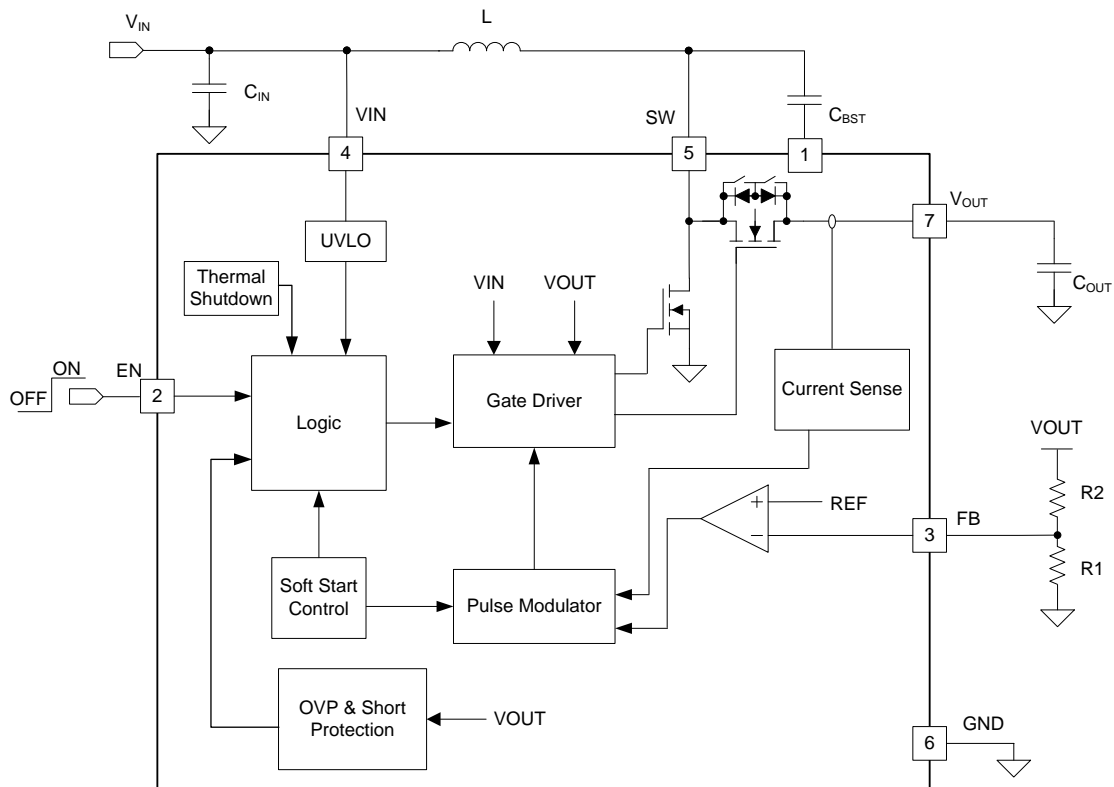 VIN
L
CIN
VIN
SW
CBST
4
5
1
UVLO
7
VOUT
Thermal
Shutdown
VIN
VOUT
COUT
ON
OFF
EN
2
Logic
Gate Driver
Current Sense
VOUT
R2
+
REF
−
3
FB
R1
Soft Start
Control
Pulse Modulator
OVP & Short
Protection
VOUT
GND
6